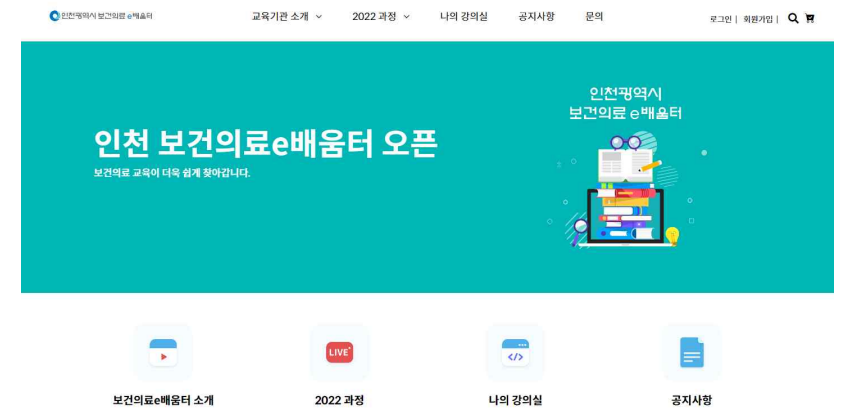 인천광역시 보건의료 e배움터
교육기관 소개
2022 과정
나의 강의실
공지사항
문의
로그인 | 회원가입 |
인천 보건의료e배움터 오픈
보건의료 교육이 더욱 쉽게 찾아갑니다.
인천광역시
보건의료 e배움터
LIVE
</>
보건의료e배움터 소개
2022 과정
나의 강의실
공지사항